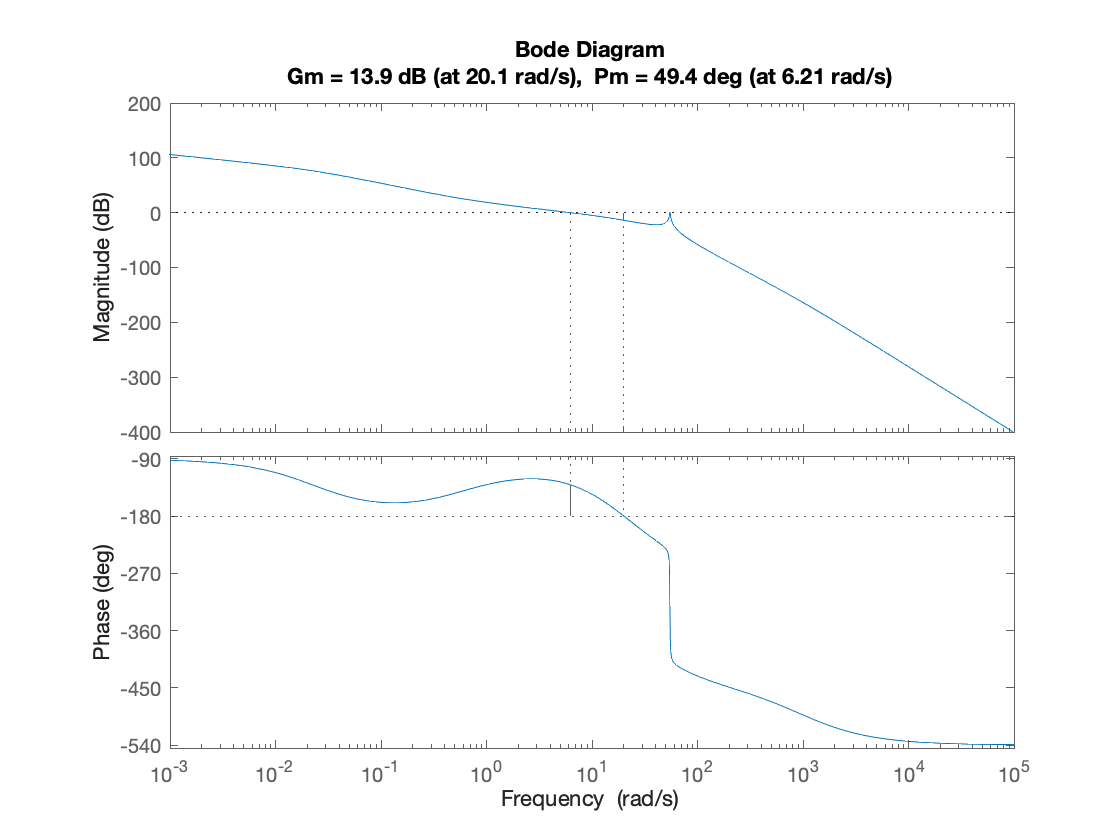 Bode Diagram
Gm = 13.9 dB (at 20.1 rad/s),  Pm = 49.4 deg (at 6.21 rad/s)
200
100
0
-100
-200
-300
-400
Magnitude (dB)
-90
-180
-270
-360
-450
-540
Phase (deg)
10^-3 10^-2 10^-1 10^0 10^1 10^2 10^3 10^4 10^5
Frequency  (rad/s)